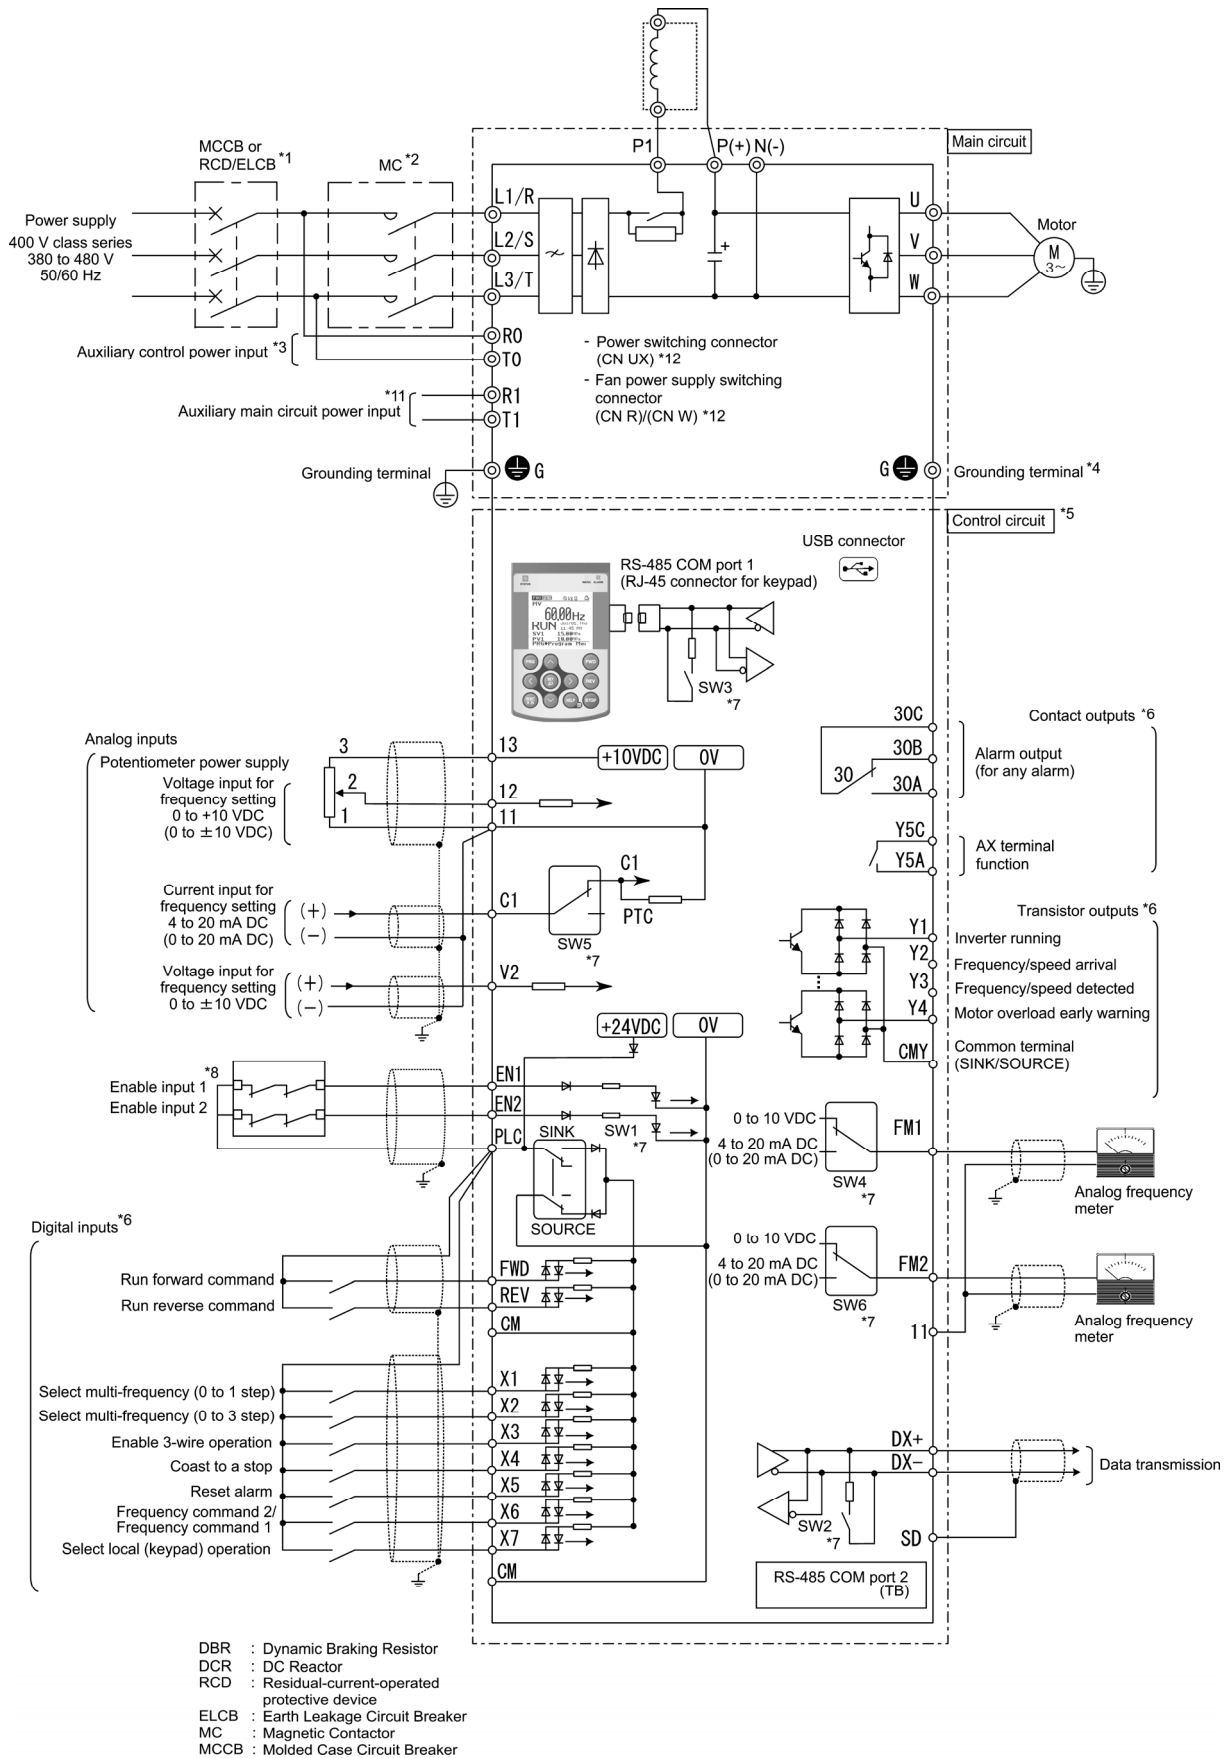 P1
P(+)
N(-)
Main circuit
MCCB or
RCD/ELCB *1
MC *2
Power supply
400 V class series
380 to 480 V
50/60 Hz
L1/R
L2/S
L3/T
+
U
V
W
Motor
M
3~
Auxiliary control power input *3
R0
T0
*11
Auxiliary main circuit power input
R1
T1
- Power switching connector
(CN UX) *12
- Fan power supply switching
connector
(CN R)/(CN W) *12
Grounding terminal
G
G
Grounding terminal *4
Control circuit *5
USB connector
RS-485 COM port 1
(RJ-45 connector for keypad)
60.00Hz
RUN
SV1 15.00
PV1 10.00
SW3
*7
Analog inputs
Potentiometer power supply
Voltage input for
frequency setting
0 to +10 VDC
(0 to ±10 VDC)
3
2
1
13
12
11
+10VDC
0V
Current input for
frequency setting
4 to 20 mA DC
(0 to 20 mA DC)
(+)
(−)
C1
SW5
*7
C1
PTC
Voltage input for
frequency setting
0 to ±10 VDC
(+)
(−)
V2
+24VDC
0V
30C
30B
30
30A
Contact outputs *6
Alarm output
(for any alarm)
Y5C
Y5A
AX terminal
function
Transistor outputs *6
Y1
Inverter running
Y2
Frequency/speed arrival
Y3
Frequency/speed detected
Y4
Motor overload early warning
CMY
Common terminal
(SINK/SOURCE)
*8
Enable input 1
Enable input 2
EN1
EN2
PLC
SINK
SW1
*7
SOURCE
0 to 10 VDC
4 to 20 mA DC
(0 to 20 mA DC)
SW4
*7
FM1
Analog frequency
meter
0 to 10 VDC
4 to 20 mA DC
(0 to 20 mA DC)
SW6
*7
FM2
11
Analog frequency
meter
Digital inputs*6
Run forward command
Run reverse command
FWD
REV
CM
Select multi-frequency (0 to 1 step)
Select multi-frequency (0 to 3 step)
Enable 3-wire operation
Coast to a stop
Reset alarm
Frequency command 2/
Frequency command 1
Select local (keypad) operation
X1
X2
X3
X4
X5
X6
X7
CM
DX+
DX−
Data transmission
SW2
*7
SD
RS-485 COM port 2
(TB)
DBR : Dynamic Braking Resistor
DCR : DC Reactor
RCD : Residual-current-operated
protective device
ELCB : Earth Leakage Circuit Breaker
MC : Magnetic Contactor
MCCB : Molded Case Circuit Breaker